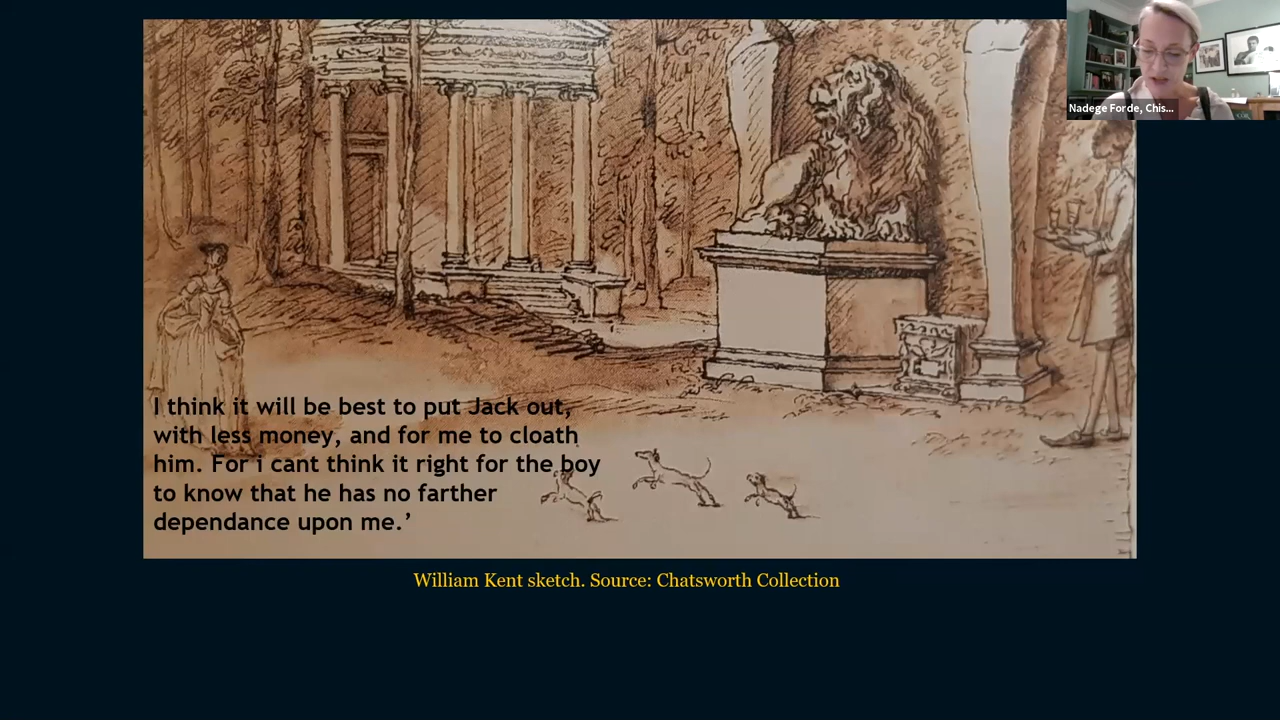 Nadege Forde, Chis...
I think it will be best to put Jack out,
with less money, and for me to cloath
him. For i cant think it right for the boy
to know that he has no farther
dependance upon me.’
William Kent sketch. Source: Chatsworth Collection